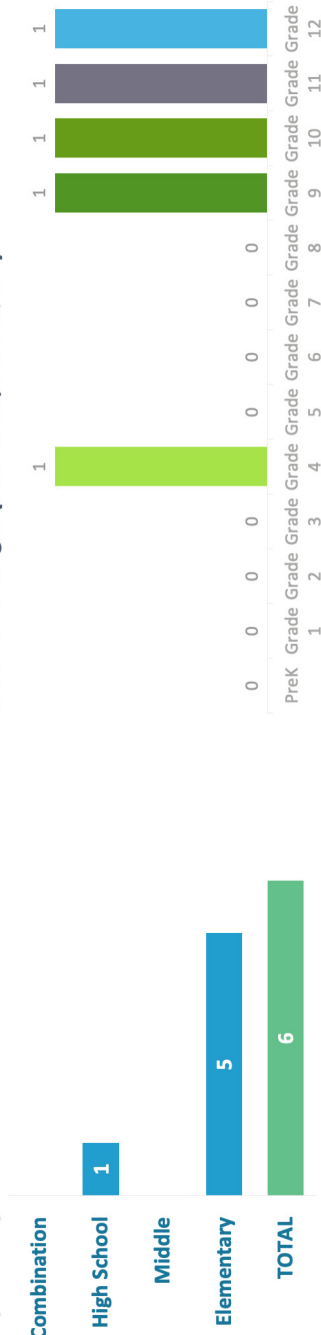 Combination
High School
1
Middle
Elementary
5
TOTAL
6
0 0 0 0 1 0 0 0 0 1 1 1 1
PreK Grade Grade Grade Grade Grade Grade Grade Grade Grade Grade Grade Grade
1 2 3 4 5 6 7 8 9 10 11 12